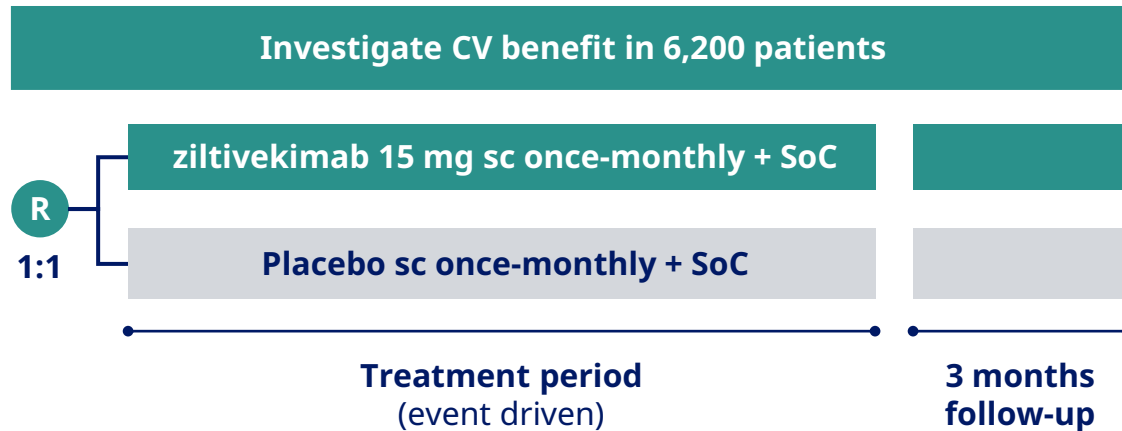 Investigate CV benefit in 6,200 patients
ziltivekimab 15 mg sc once-monthly + SoC
R
1:1
Placebo sc once-monthly + SoC
Treatment period
(event driven)
3 months
follow-up